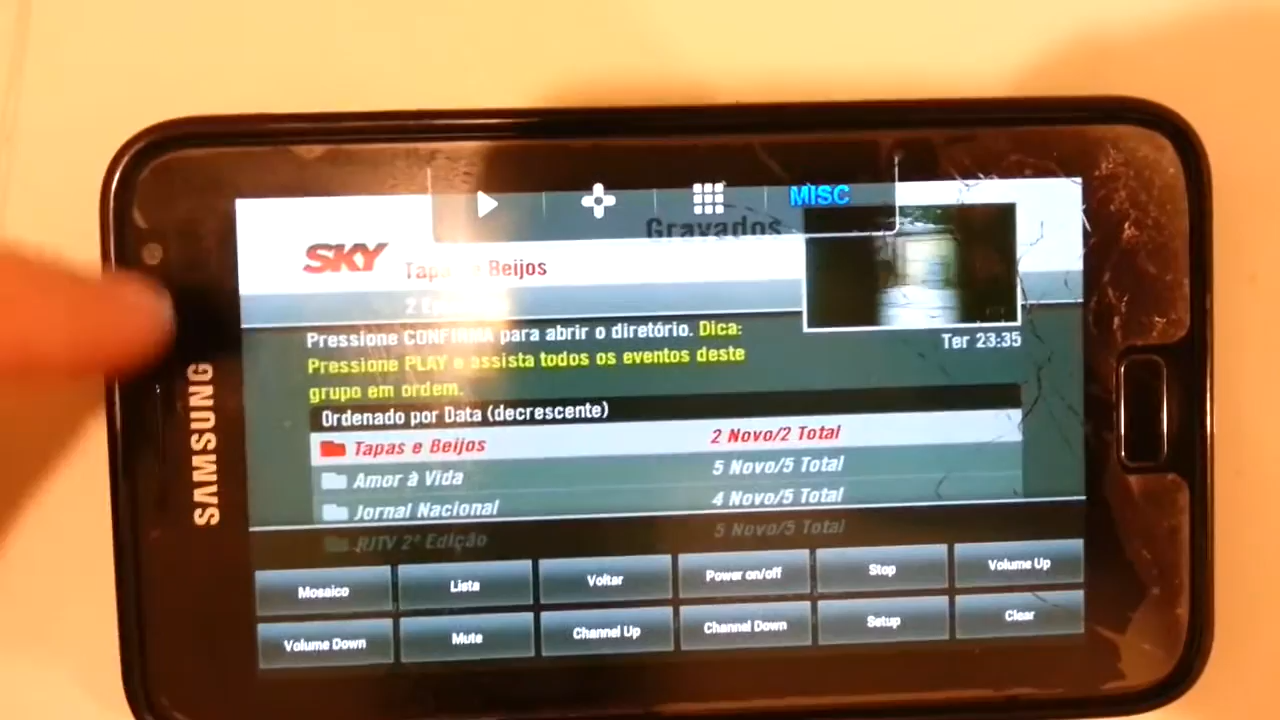 MISC
Gravados
SKY
Tapas e Beijos
Pressione CONFIRMA para abrir o diretório. Dica:
Pressione PLAY e assista todos os eventos deste
grupo em ordem.
Ter 23:35
Ordenado por Data (decrescente)
Tapas e Beijos 2 Novo/2 Total
Amor à Vida 5 Novo/5 Total
Jornal Nacional 4 Novo/5 Total
RJTV 2ª Edição 5 Novo/5 Total
Mosaico Lista Voltar Power on/off Stop Volume Up
Volume Down Mute Channel Up Channel Down Setup Clear
SAMSUNG